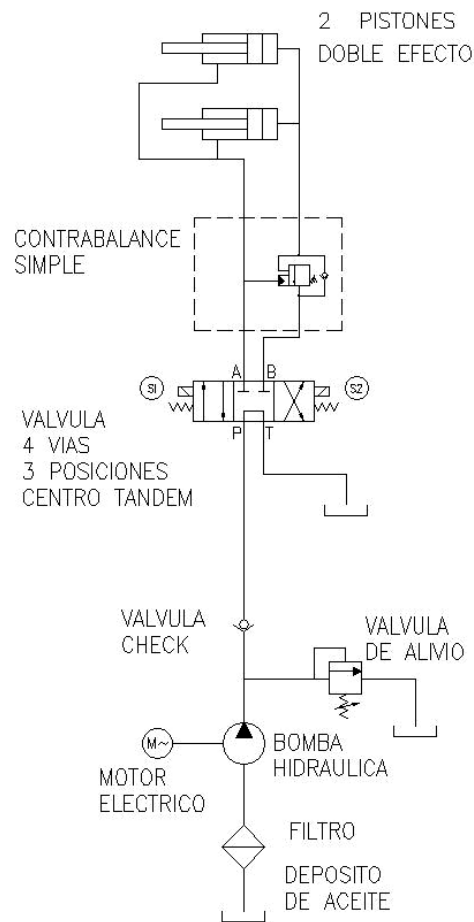 2 PISTONES
DOBLE EFECTO
CONTRABALANCE
SIMPLE
A B
S1
S2
P T
VALVULA
4 VIAS
3 POSICIONES
CENTRO TANDEM
VALVULA
CHECK
VALVULA
DE ALIVIO
M~
BOMBA
HIDRAULICA
MOTOR
ELECTRICO
FILTRO
DEPOSITO
DE ACEITE